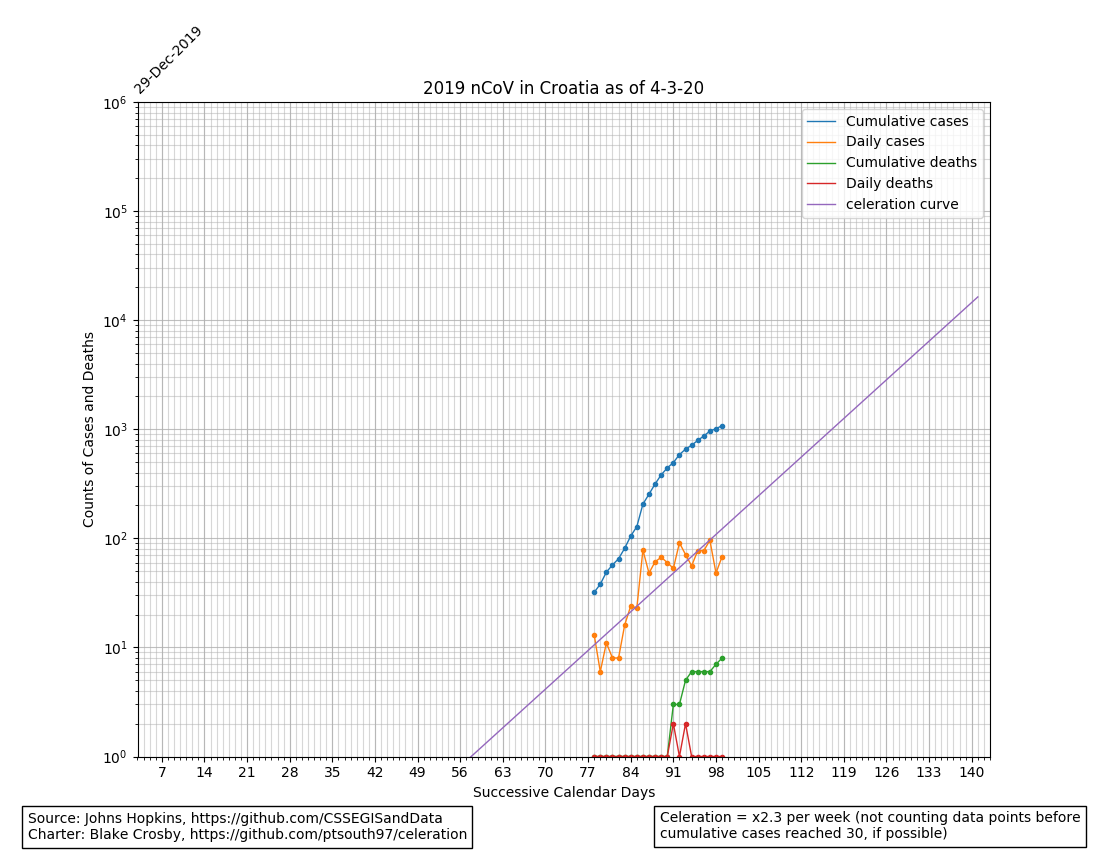 29-Dec-2019
2019 nCoV in Croatia as of 4-3-20
Cumulative cases
Daily cases
Cumulative deaths
Daily deaths
celeration curve
Counts of Cases and Deaths
10^6
10^5
10^4
10^3
10^2
10^1
10^0
7 14 21 28 35 42 49 56 63 70 77 84 91 98 105 112 119 126 133 140
Successive Calendar Days
Source: Johns Hopkins, https://github.com/CSSEGISandData
Charter: Blake Crosby, https://github.com/ptsouth97/celeration
Celeration = x2.3 per week (not counting data points before
cumulative cases reached 30, if possible)